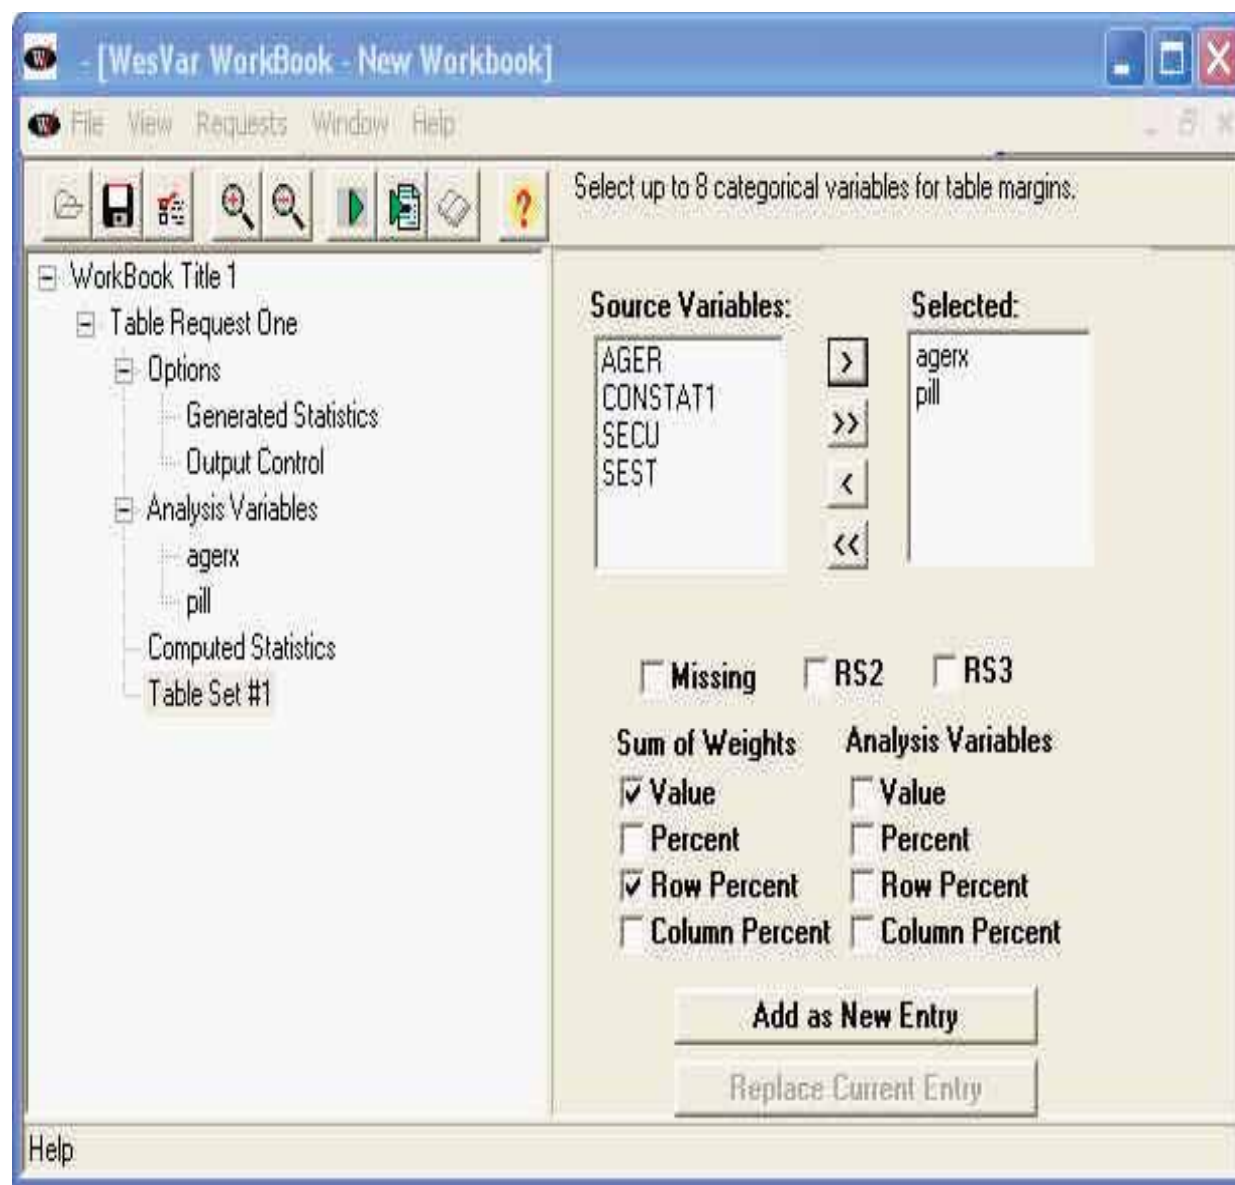 - [WesVar WorkBook - New Workbook]
File View Requests Window Help
Select up to 8 categorical variables for table margins.
WorkBook Title 1
Table Request One
Options
Generated Statistics
Output Control
Analysis Variables
agerx
pill
Computed Statistics
Table Set #1
Source Variables:
AGER
CONSTAT1
SECU
SEST
>
>>
<
<<
Selected:
agerx
pill
Missing RS2 RS3
Sum of Weights
Value
Percent
Row Percent
Column Percent
Analysis Variables
Value
Percent
Row Percent
Column Percent
Add as New Entry
Replace Current Entry
Help